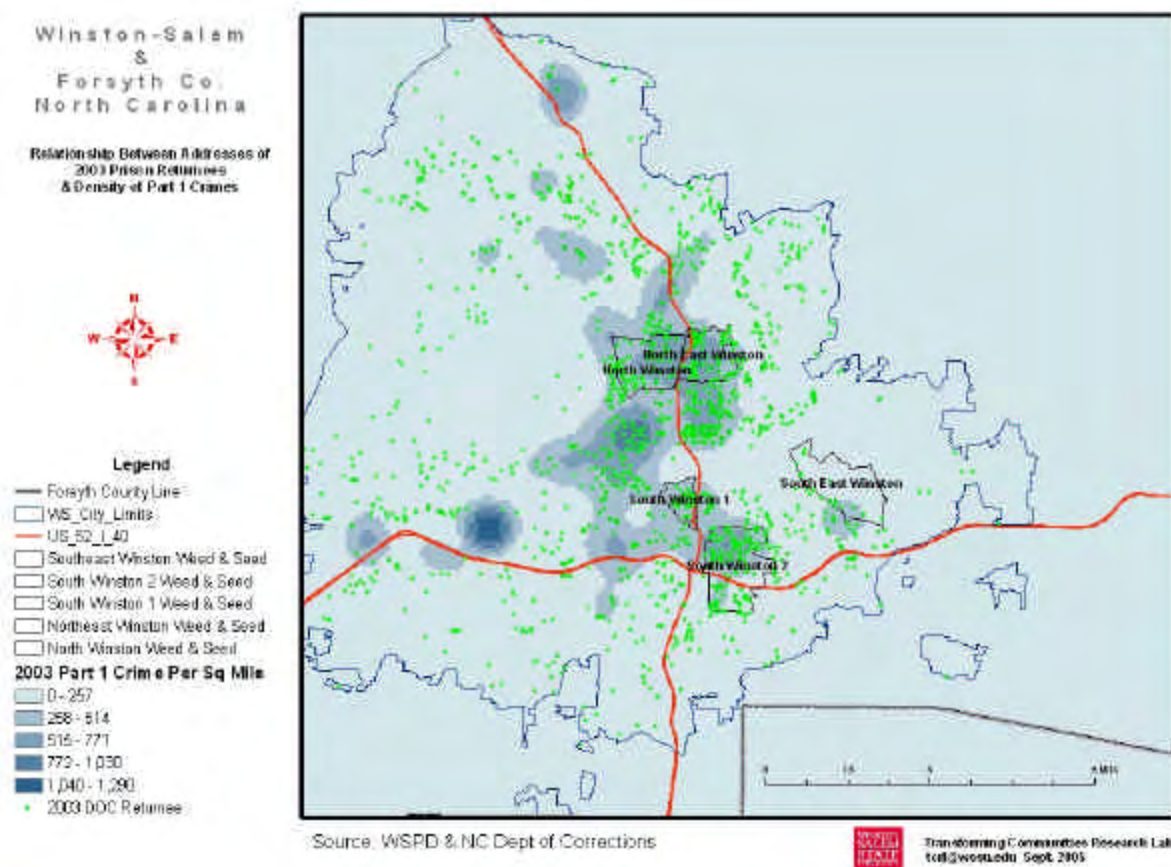 Winston-Salem
&
Forsyth Co.
North Carolina
Relationship Between Addresses of
2003 Prison Returnees
& Density of Part 1 Crimes
N
W
E
S
Legend
Forsyth County Line
WS_City_Limits
US_52_I_40
Southeast Winston Weed & Seed
South Winston 2 Weed & Seed
South Winston 1 Weed & Seed
Northeast Winston Weed & Seed
North Winston Weed & Seed
2003 Part 1 Crime Per Sq Mile
0 - 257
258 - 514
515 - 771
772 - 1,030
1,040 - 1,290
2003 DOC Returnee
North East Winston
North Winston
South East Winston
South Winston 1
South Winston 2
0
Miles
Source: WSPD & NC Dept of Corrections
WINSTON
SALEM
STATE
Transforming Communities Research Lab
Sept. 2005